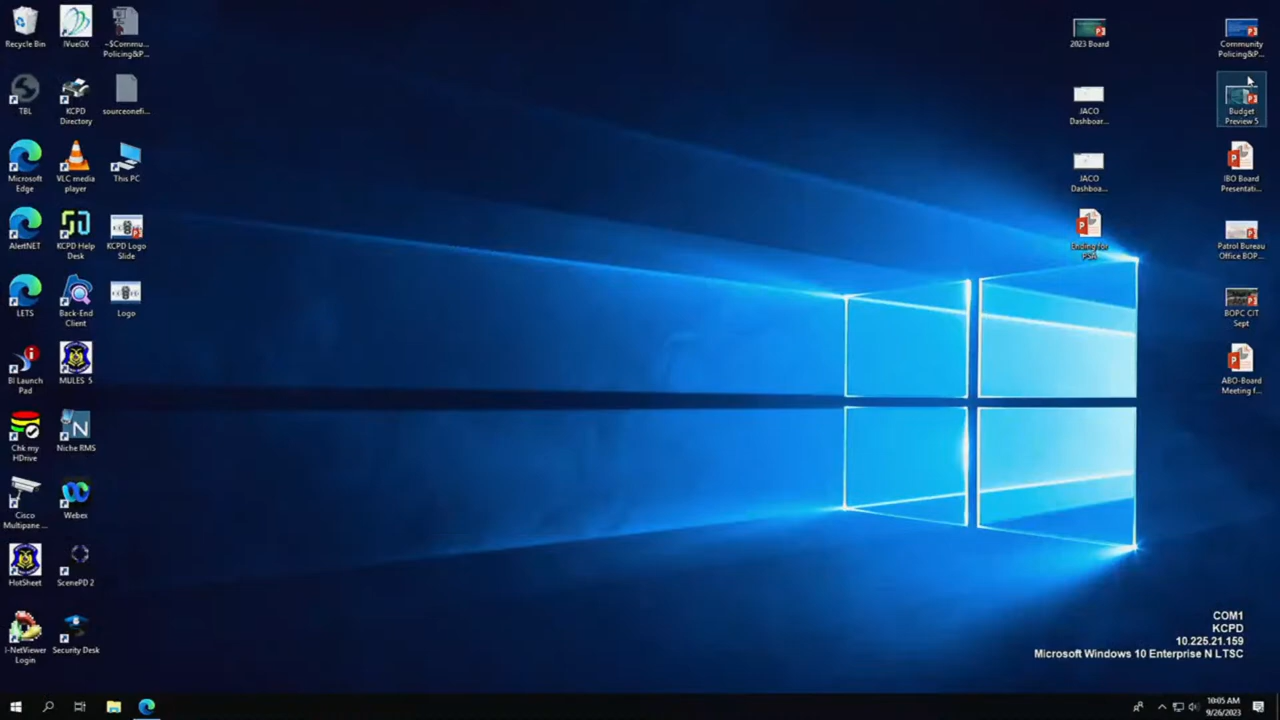 Recycle Bin
IVueGX
~$Commu...
Policing&P...
TBL
KCPD
Directory
sourceonefi...
Microsoft
Edge
VLC media
player
This PC
AlertNET
KCPD Help
Desk
KCPD Logo
Slide
LETS
Back-End
Client
Logo
BI Launch
Pad
MULES 5
Chk my
HDrive
Niche RMS
Cisco
Multipane ...
Webex
HotSheet
ScenePD 2
I-NetViewer
Login
Security Desk
2023 Board
JACO
Dashboar...
JACO
Dashboa...
Ending for
PSA
Community
Policing&P...
Budget
Preview 5
IBO Board
Presentati...
Patrol Bureau
Office BOP...
BOPC CIT
Sept
ABO-Board
Meeting f...
COM1
KCPD
10.225.21.159
Microsoft Windows 10 Enterprise N LTSC
10:05 AM
9/26/2023